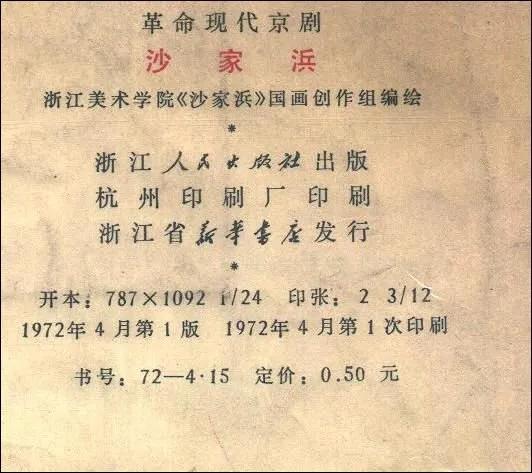 革命现代京剧
沙家浜
浙江美术学院《沙家浜》国画创作组编绘
*
浙江人民出版社出版
杭州印刷厂印刷
浙江省新华书店发行
*
开本：787×1092 1/24 印张：2 3/12
1972年4月第1版 1972年4月第1次印刷
书号：72—4·15 定价：0.50 元